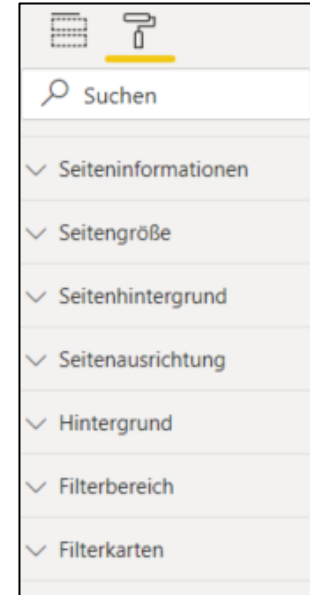 Suchen
Seiteninformationen
Seitengröße
Seitenhintergrund
Seitenausrichtung
Hintergrund
Filterbereich
Filterkarten